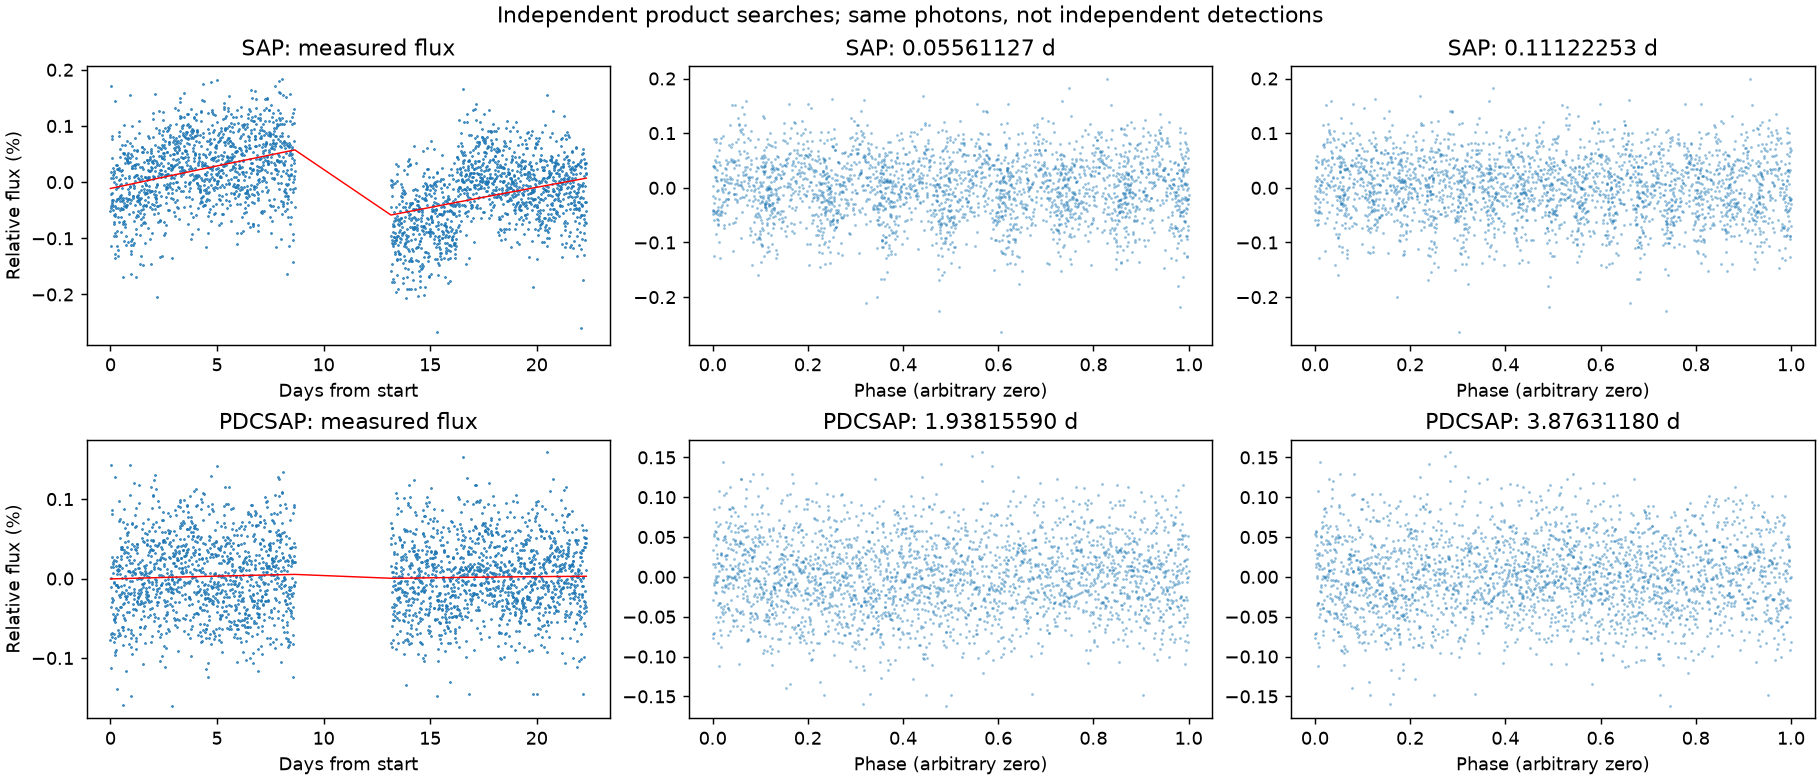 Independent product searches; same photons, not independent detections
SAP: measured flux
SAP: 0.05561127 d
SAP: 0.11122253 d
Relative flux (%)
0.2
0.1
0.0
−0.1
−0.2
0.2
0.1
0.0
−0.1
−0.2
0.2
0.1
0.0
−0.1
−0.2
0 5 10 15 20
0.0 0.2 0.4 0.6 0.8 1.0
0.0 0.2 0.4 0.6 0.8 1.0
Days from start
Phase (arbitrary zero)
Phase (arbitrary zero)
PDCSAP: measured flux
PDCSAP: 1.93815590 d
PDCSAP: 3.87631180 d
Relative flux (%)
0.1
0.0
−0.1
0.15
0.10
0.05
0.00
−0.05
−0.10
−0.15
0.15
0.10
0.05
0.00
−0.05
−0.10
−0.15
0 5 10 15 20
0.0 0.2 0.4 0.6 0.8 1.0
0.0 0.2 0.4 0.6 0.8 1.0
Days from start
Phase (arbitrary zero)
Phase (arbitrary zero)